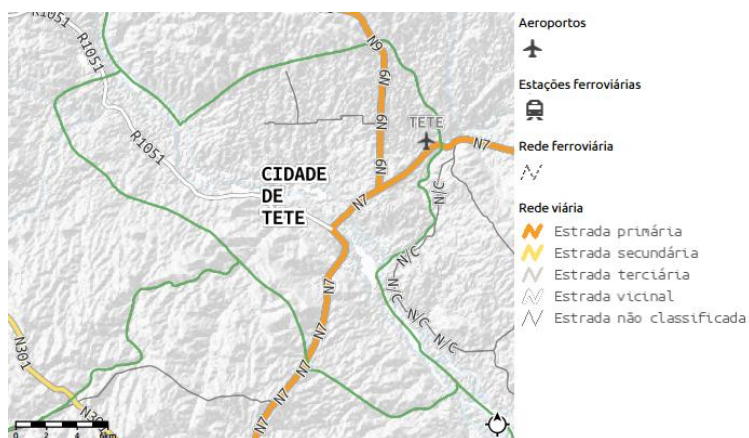 R1051
R1051
R1051
N9
N9
N9
N9
TETE
N7
CIDADE
DE
TETE
N7
N/C
N/C
N/C
N/C
N/C
N/C
N7
N7
N7
N7
N7
N301
N301
0 2 4 6km
Aeroportos
Estações ferroviárias
Rede ferroviária
Rede viária
Estrada primária
Estrada secundária
Estrada terciária
Estrada vicinal
Estrada não classificada